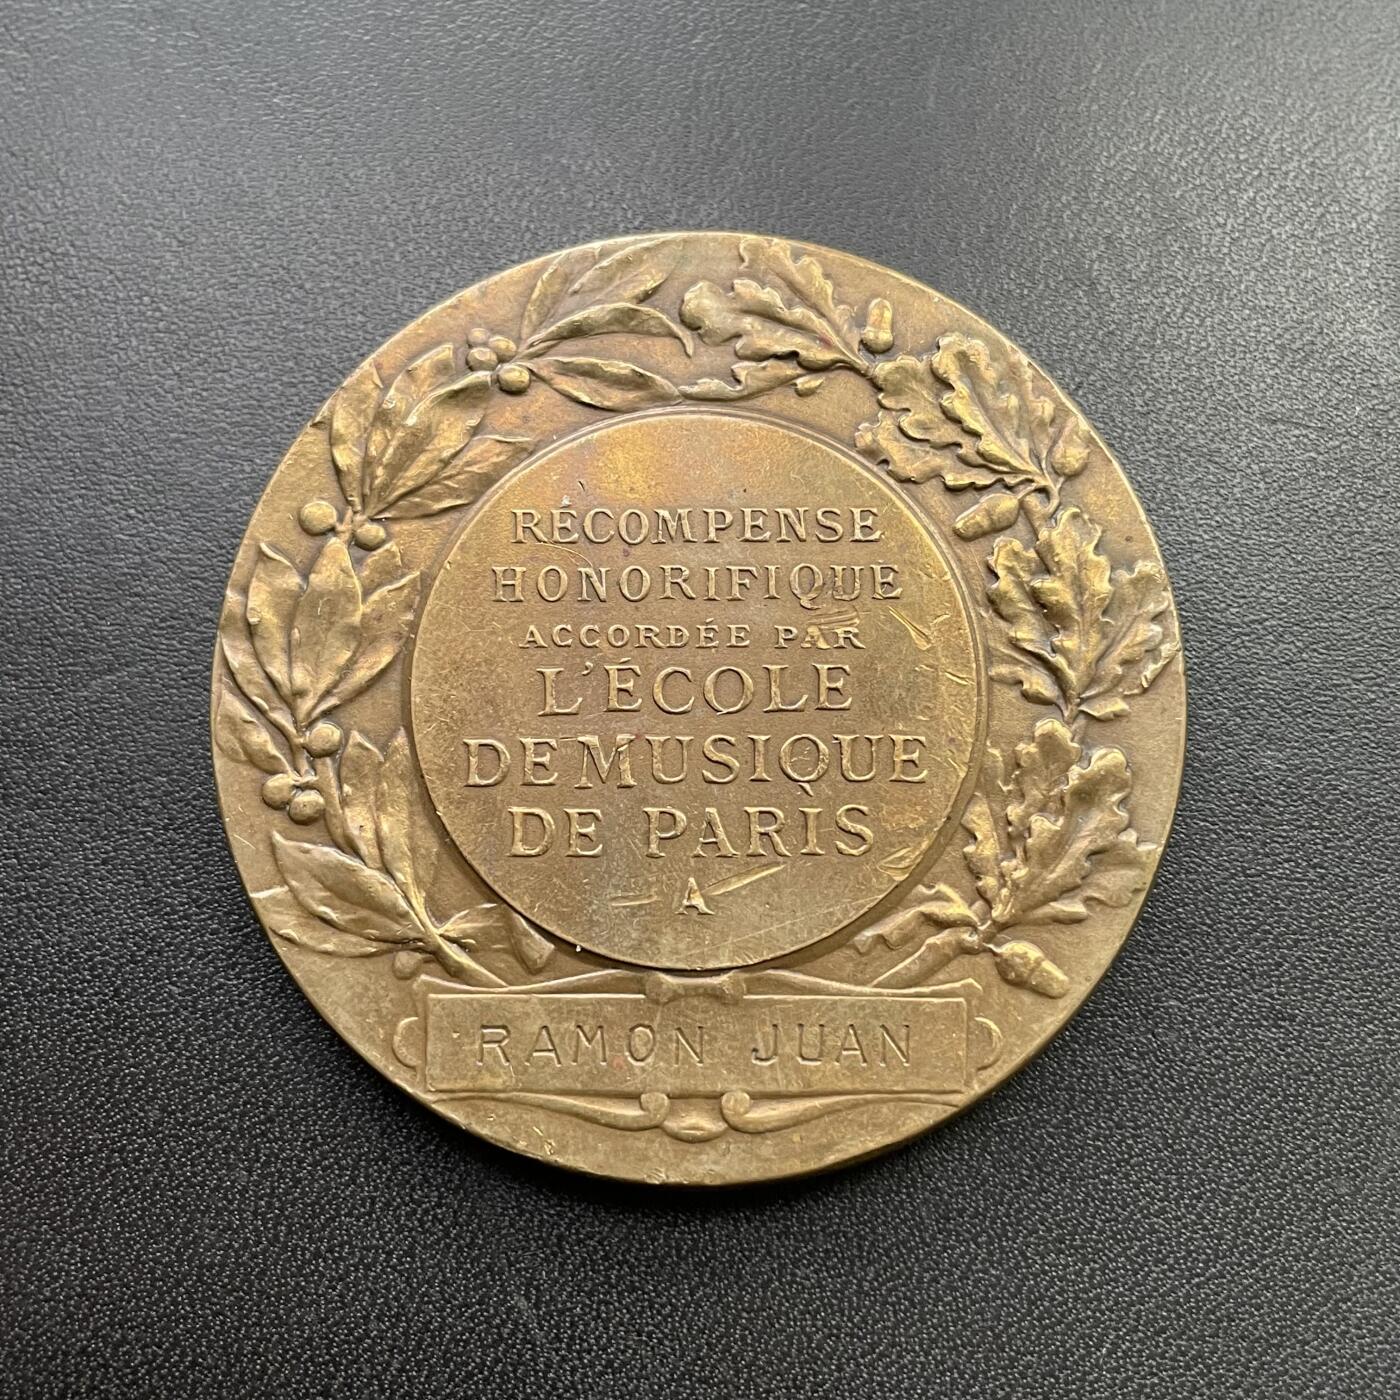 RÉCOMPENSE
HONORIFIQUE
ACCORDÉE PAR
L'ÉCOLE
DE MUSIQUE
DE PARIS
A
RAMON JUAN